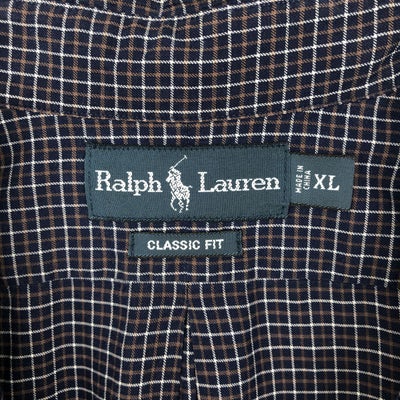 Ralph Lauren
MADE IN
CHINA
XL
CLASSIC FIT